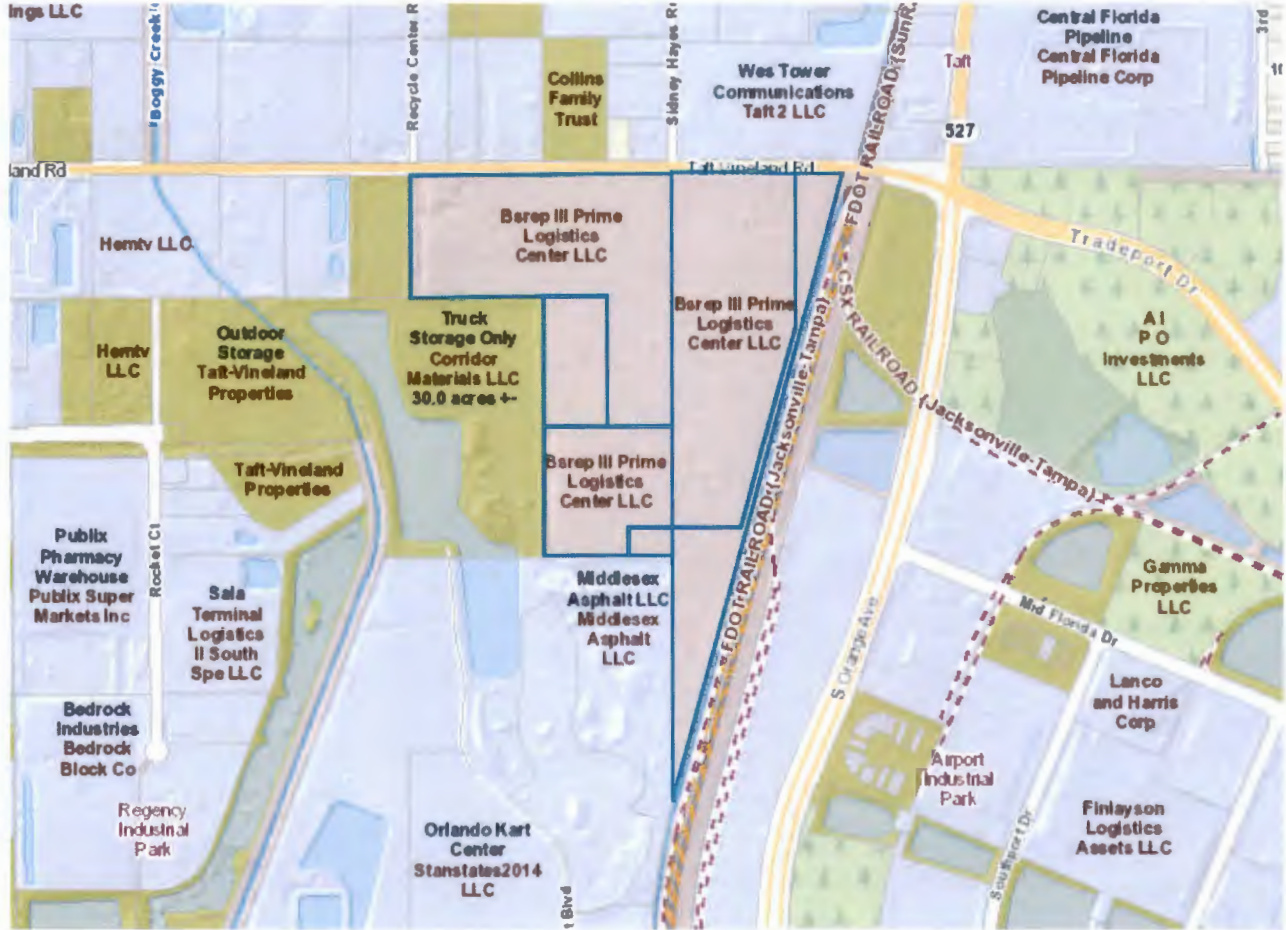 ings LLC
Boggy Creek
Recycle Center R
Collins
Family
Trust
Sidney Hayes R
Wes Tower
Communications
Taft 2 LLC
FDOT RAILROAD (SunR
Taft
527
Central Florida
Pipeline
Central Florida
Pipeline Corp
3rd
10
land Rd
Taft Vineland Rd
Hemtv LLC
Bsrep III Prime
Logistics
Center LLC
Bsrep III Prime
Logistics
Center LLC
Tradeport Dr
A I
P O
Investments
LLC
Hemtv
LLC
Outdoor
Storage
Taft-Vineland
Properties
Truck
Storage Only
Corridor
Materials LLC
30.0 acres +-
CSX RAILROAD (Jacksonville-Tampa)
FDOT RAILROAD (Jacksonville-Tampa)
Taft-Vineland
Properties
Bsrep III Prime
Logistics
Center LLC
Publix
Pharmacy
Warehouse
Publix Super
Markets Inc
Rocket Ct
Sala
Terminal
Logistics
II South
Spe LLC
Middlesex
Asphalt LLC
Middlesex
Asphalt
LLC
S Orange Ave
Mid Florida Dr
Gamma
Properties
LLC
Lanco
and Harris
Corp
Bedrock
Industries
Bedrock
Block Co
Regency
Industrial
Park
Orlando Kart
Center
Stanstates2014
LLC
t Blvd
Airport
Industrial
Park
Southport Dr
Finlayson
Logistics
Assets LLC